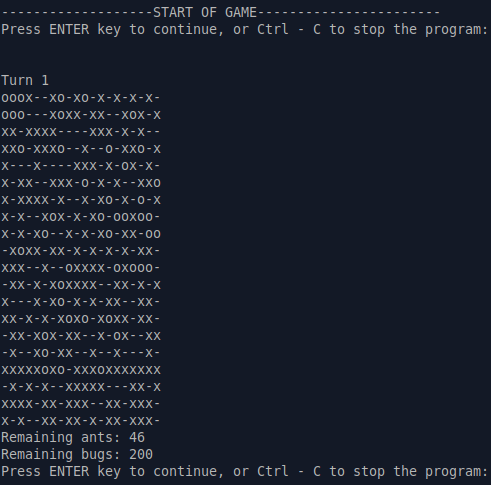 -------------------START OF GAME-----------------------
Press ENTER key to continue, or Ctrl - C to stop the program:
Turn 1
ooox--xo-xo-x-x-x-x-
ooo---xoxx-xx--xox-x
xx-xxxx----xxx-x-x--
xxo-xxxo--x--o-xxo-x
x---x----xxx-x-ox-x-
x-xx--xxx-o-x-x--xxo
x-xxxx-x--x-xo-x-o-x
x-x--xox-x-xo-ooxoo-
x-x-xo--x-x-xo-xx-oo
-xoxx-xx-x-x-x-x-xx-
xxx--x--oxxxx-oxooo-
-xx-x-xoxxxx--xx-x-x
x---x-xo-x-x-xx--xx-
xx-x-x-xoxo-xoxx-xx-
-xx-xox-xx--x-ox--xx
-x--xo-xx--x--x---x-
xxxxxoxo-xxxoxxxxxxx
-x-x-x--xxxxx---xx-x
xxxx-xx-xxx--xx-xxx-
x-x--xx-xx-x-xx-xxx-
Remaining ants: 46
Remaining bugs: 200
Press ENTER key to continue, or Ctrl - C to stop the program: